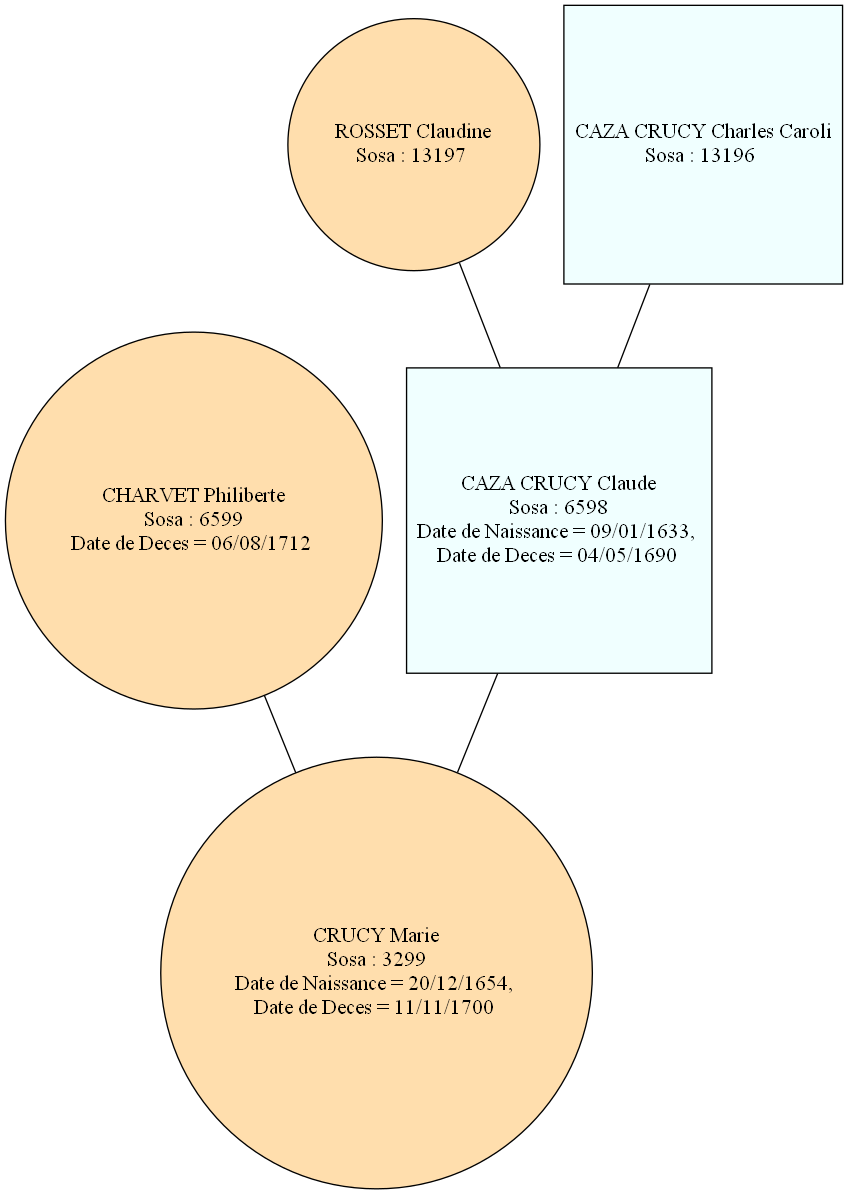 ROSSET Claudine
Sosa : 13197
CAZA CRUCY Charles Caroli
Sosa : 13196
CHARVET Philiberte
Sosa : 6599
Date de Deces = 06/08/1712
CAZA CRUCY Claude
Sosa : 6598
Date de Naissance = 09/01/1633,
Date de Deces = 04/05/1690
CRUCY Marie
Sosa : 3299
Date de Naissance = 20/12/1654,
Date de Deces = 11/11/1700